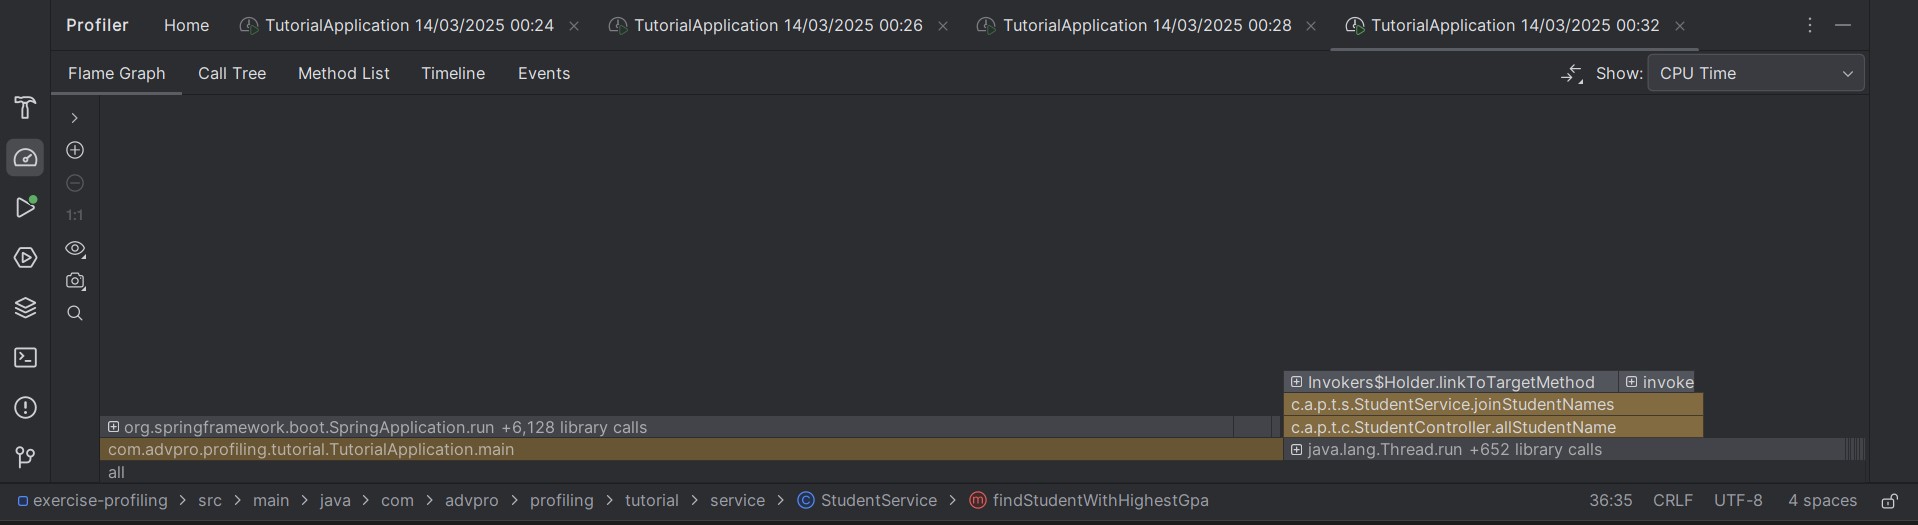 Profiler Home TutorialApplication 14/03/2025 00:24 TutorialApplication 14/03/2025 00:26 TutorialApplication 14/03/2025 00:28 TutorialApplication 14/03/2025 00:32
Flame Graph Call Tree Method List Timeline Events Show: CPU Time
1:1
Invokers$Holder.linkToTargetMethod invoke
c.a.p.t.s.StudentService.joinStudentNames
org.springframework.boot.SpringApplication.run +6,128 library calls c.a.p.t.c.StudentController.allStudentName
com.advpro.profiling.tutorial.TutorialApplication.main java.lang.Thread.run +652 library calls
all
exercise-profiling > src > main > java > com > advpro > profiling > tutorial > service > StudentService > findStudentWithHighestGpa 36:35 CRLF UTF-8 4 spaces